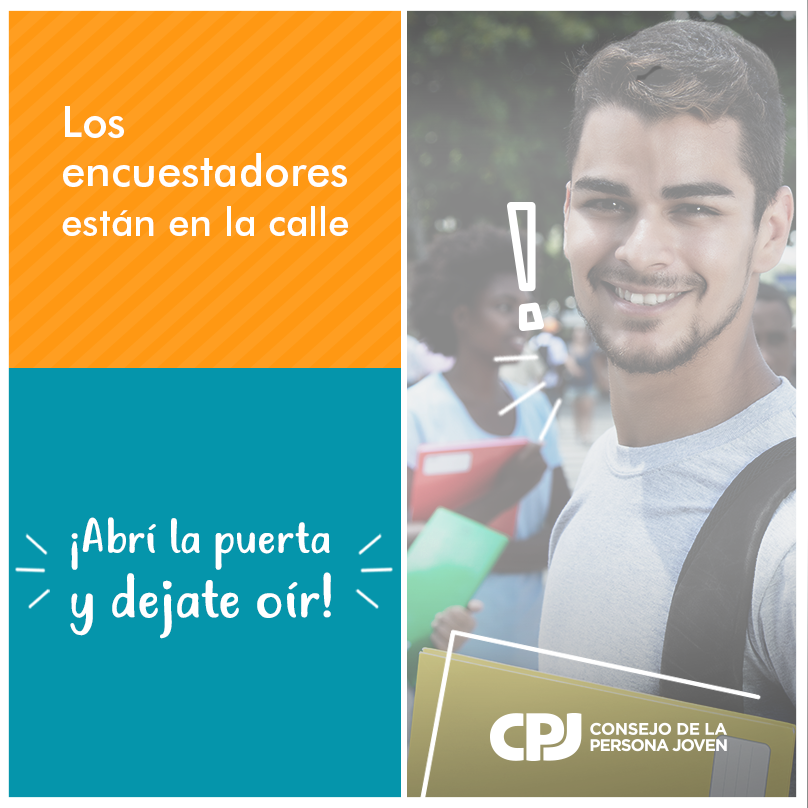 Los
encuestadores
están en la calle
¡Abrí la puerta
y dejate oír!
!
CPJ CONSEJO DE LA
PERSONA JOVEN